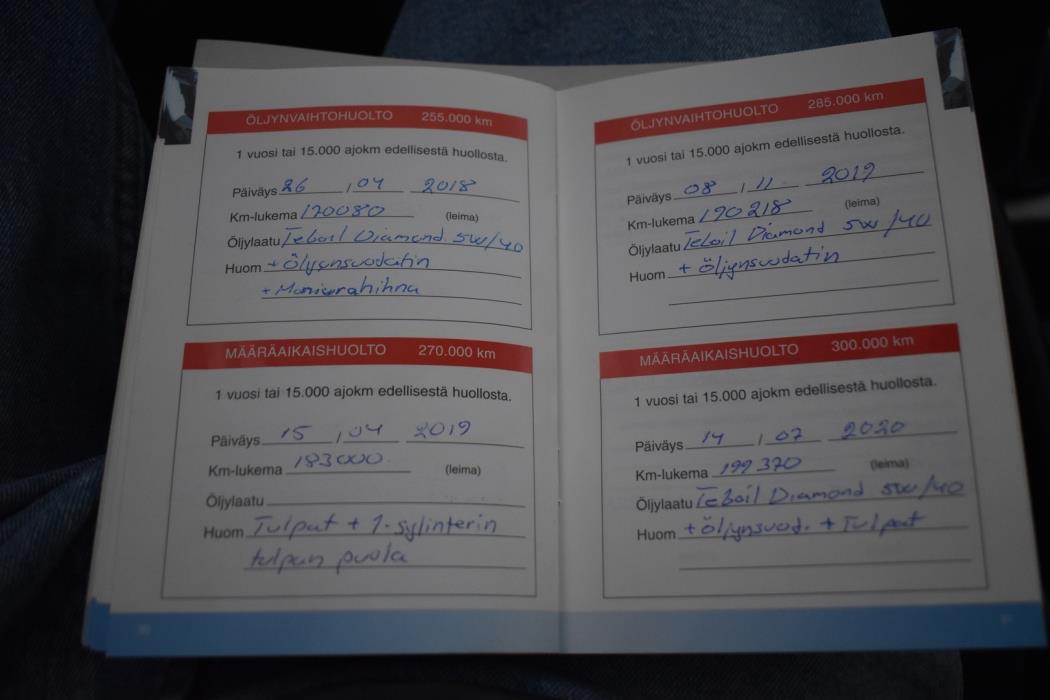 ÖLJYNVAIHTOHUOLTO 255.000 km
1 vuosi tai 15.000 ajokm edellisestä huollosta.
Päiväys 26 / 04 2018
Km-lukema 170080 (leima)
Öljylaatu Teboil Diamond 5W/40
Huom + Öljynsuodatin
+ Moniurahihna
MÄÄRÄAIKAISHUOLTO 270.000 km
1 vuosi tai 15.000 ajokm edellisestä huollosta.
Päiväys 15 / 04 2019
Km-lukema 183000 (leima)
Öljylaatu
Huom Tulpat + 1-sylinterin
tulpan puola
ÖLJYNVAIHTOHUOLTO 285.000 km
1 vuosi tai 15.000 ajokm edellisestä huollosta.
Päiväys 08 / 11 2019
Km-lukema 190218 (leima)
Öljylaatu Teboil Diamond 5W/40
Huom + Öljynsuodatin
MÄÄRÄAIKAISHUOLTO 300.000 km
1 vuosi tai 15.000 ajokm edellisestä huollosta.
Päiväys 14 / 07 2020
Km-lukema 199370 (leima)
Öljylaatu Teboil Diamond 5W/40
Huom + Öljynsuod. + Tulpat